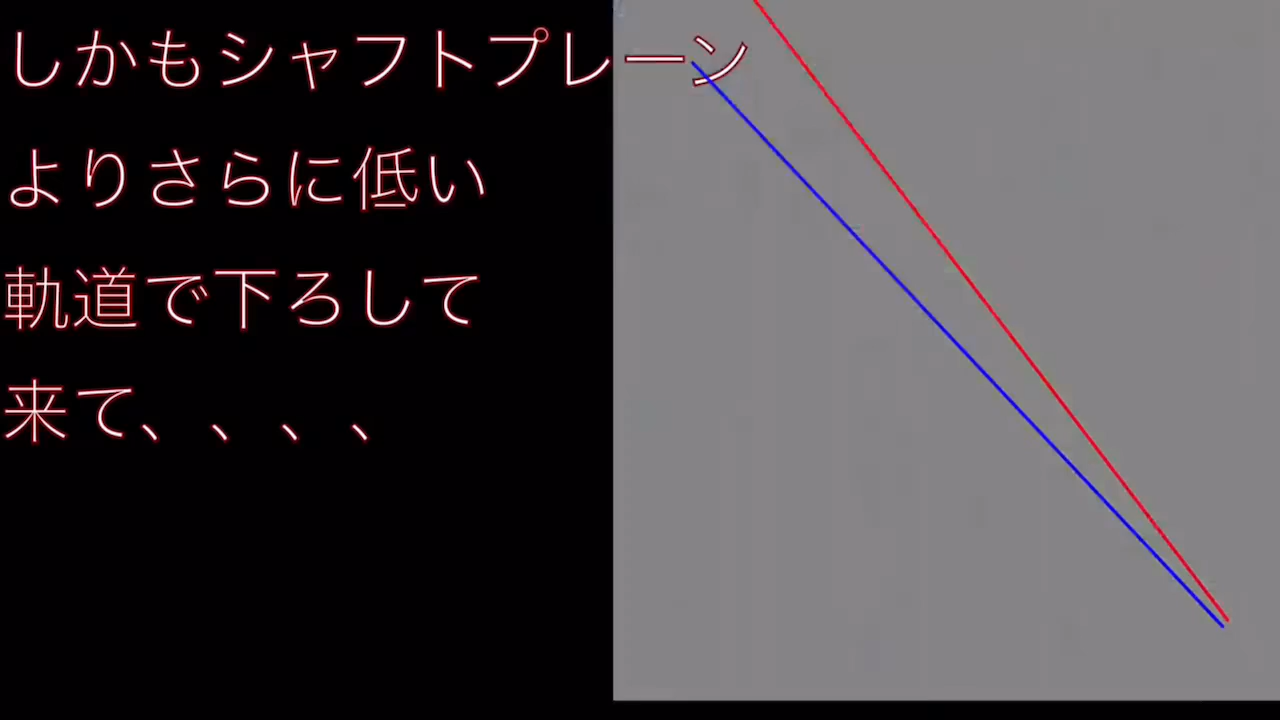 しかもシャフトプレーン
よりさらに低い
軌道で下ろして
来て、、、、